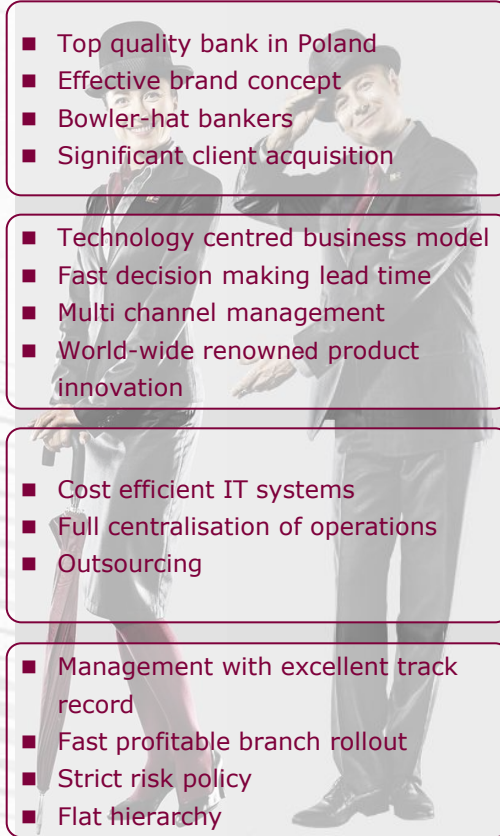 ■ Top quality bank in Poland
■ Effective brand concept
■ Bowler-hat bankers
■ Significant client acquisition
■ Technology centred business model
■ Fast decision making lead time
■ Multi channel management
■ World-wide renowned product
innovation
■ Cost efficient IT systems
■ Full centralisation of operations
■ Outsourcing
■ Management with excellent track
record
■ Fast profitable branch rollout
■ Strict risk policy
■ Flat hierarchy